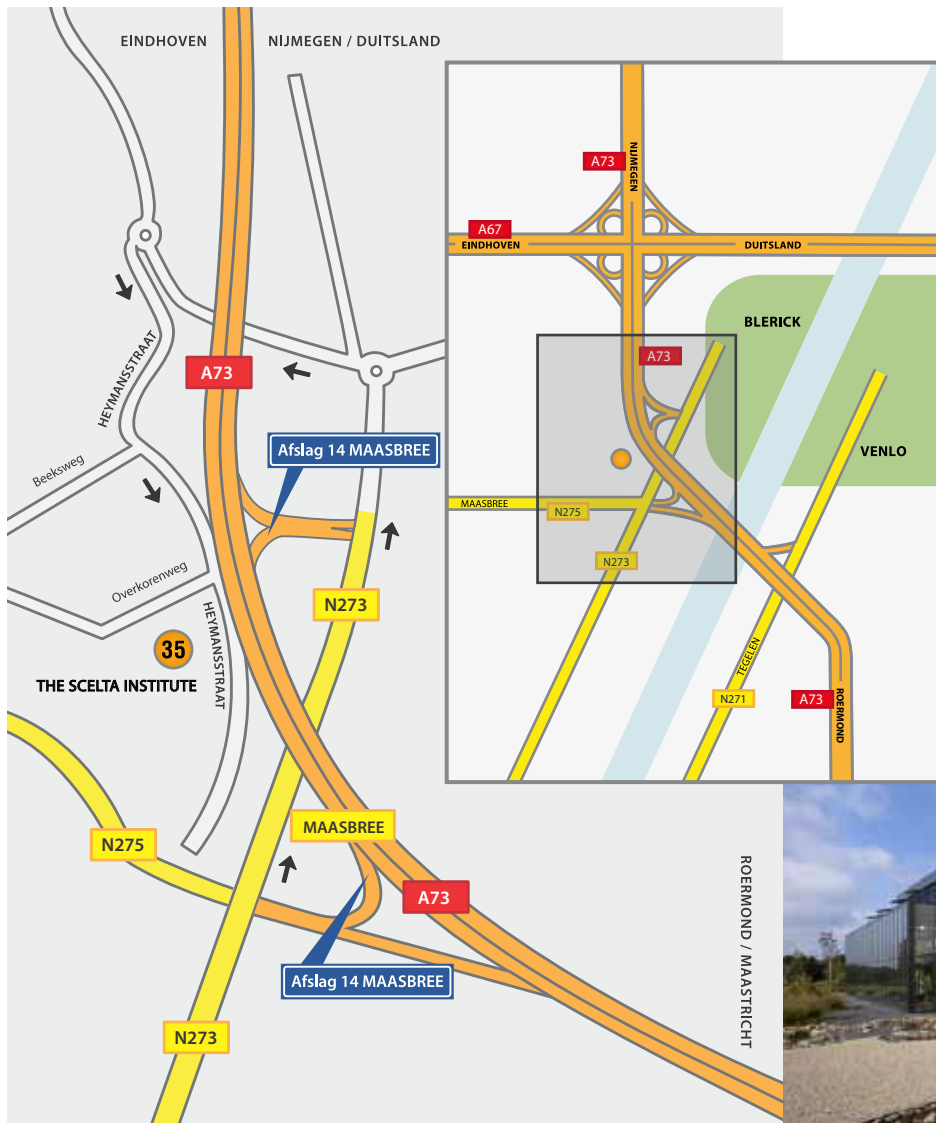 EINDHOVEN
NIJMEGEN / DUITSLAND
A73
HEYMANSSTRAAT
Afslag 14 MAASBREE
Beeksweg
Overkorenweg
N273
HEYMANSSTRAAT
35
THE SCELTA INSTITUTE
N275
MAASBREE
A73
Afslag 14 MAASBREE
N273
ROERMOND / MAASTRICHT
A73
NIJMEGEN
A67
EINDHOVEN
DUITSLAND
BLERICK
A73
VENLO
MAASBREE
N275
N273
TEGELEN
N271
A73
ROERMOND